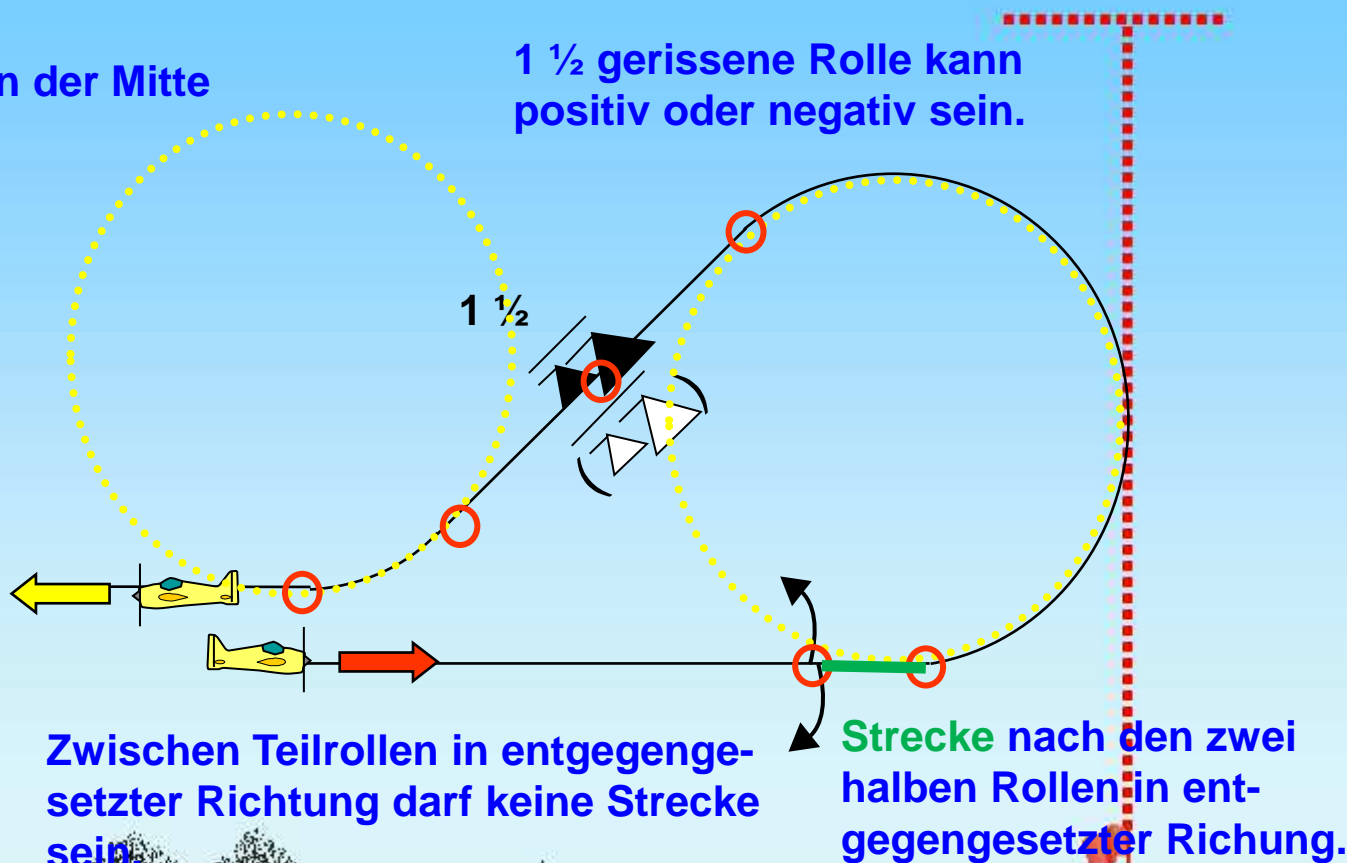 n der Mitte
1 ½ gerissene Rolle kann
positiv oder negativ sein.
1 ½
Zwischen Teilrollen in entgegenge-
setzter Richtung darf keine Strecke
sein.
Strecke nach den zwei
halben Rollen in ent-
gegengesetzter Richung.